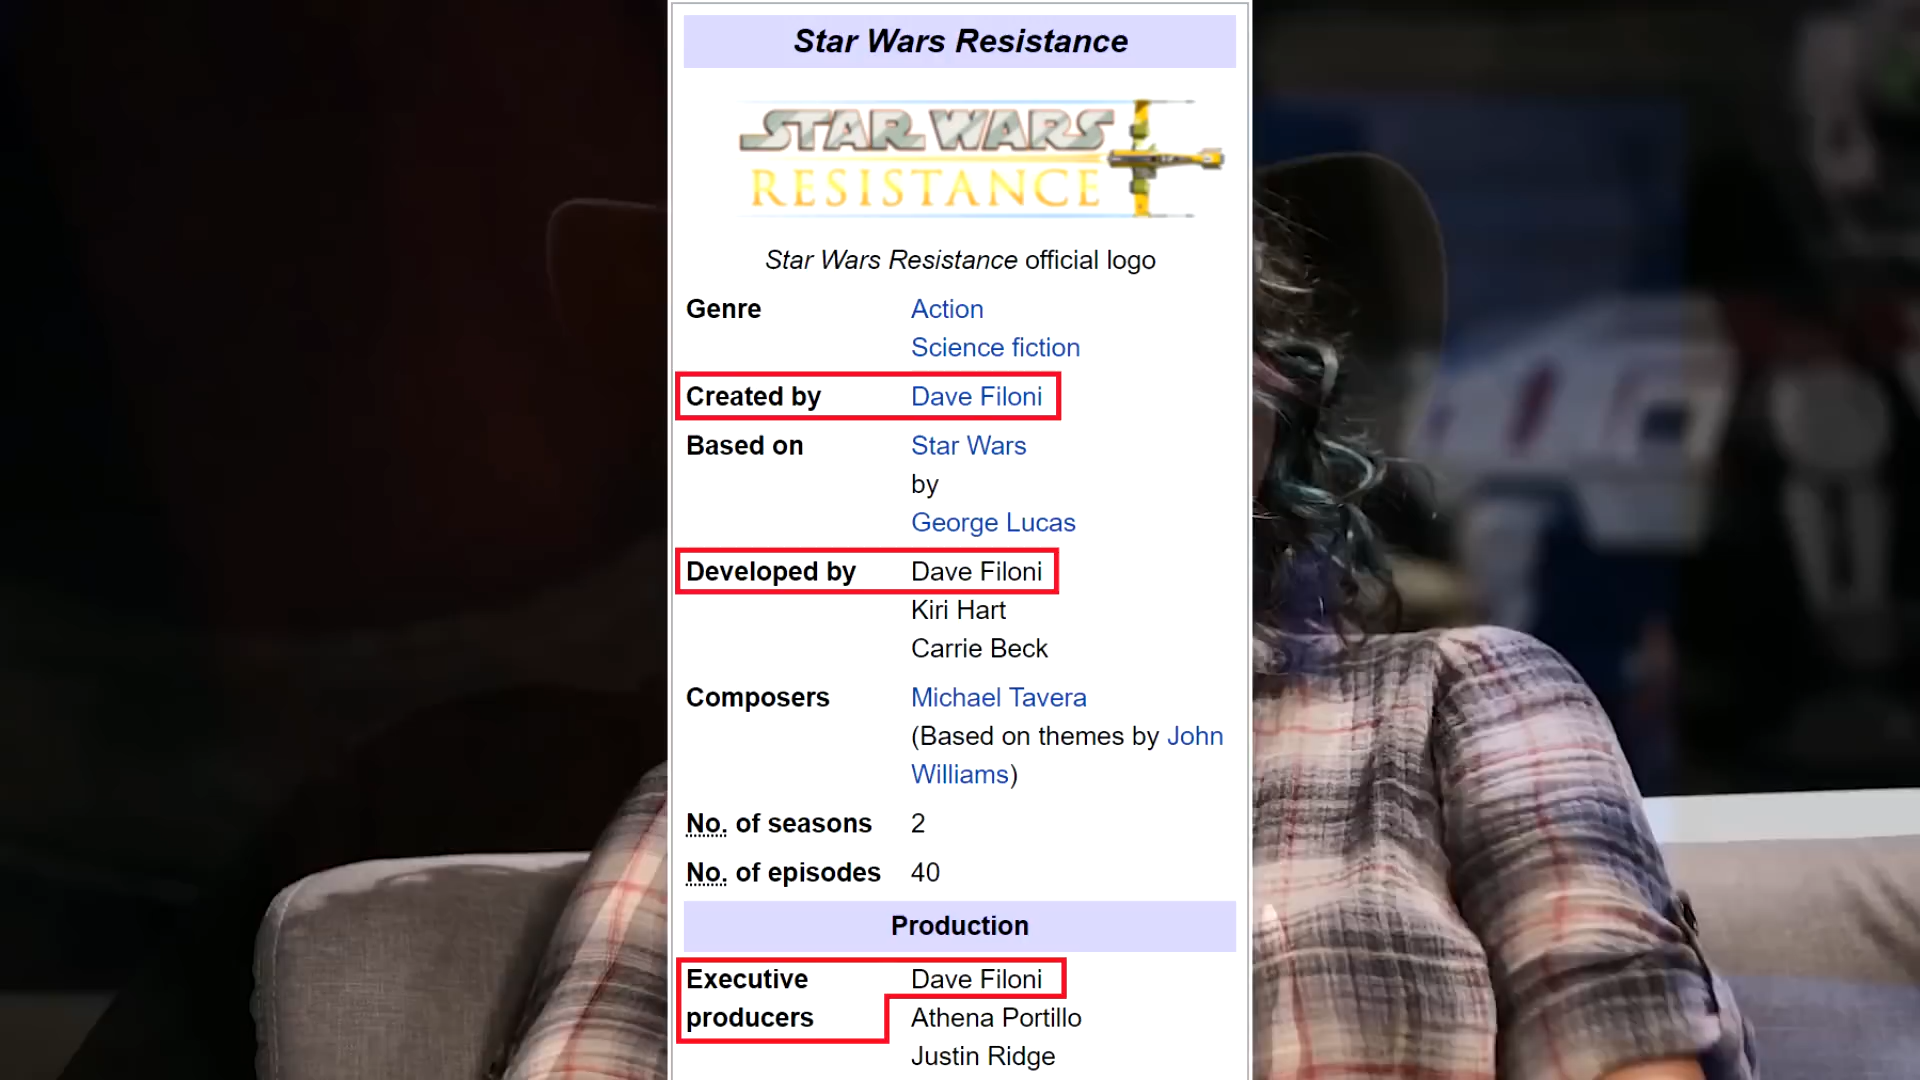 Star Wars Resistance
STAR WARS
RESISTANCE
Star Wars Resistance official logo
Genre Action
Science fiction
Created by Dave Filoni
Based on Star Wars
by
George Lucas
Developed by Dave Filoni
Kiri Hart
Carrie Beck
Composers Michael Tavera
(Based on themes by John
Williams)
No. of seasons 2
No. of episodes 40
Production
Executive Dave Filoni
producers Athena Portillo
Justin Ridge